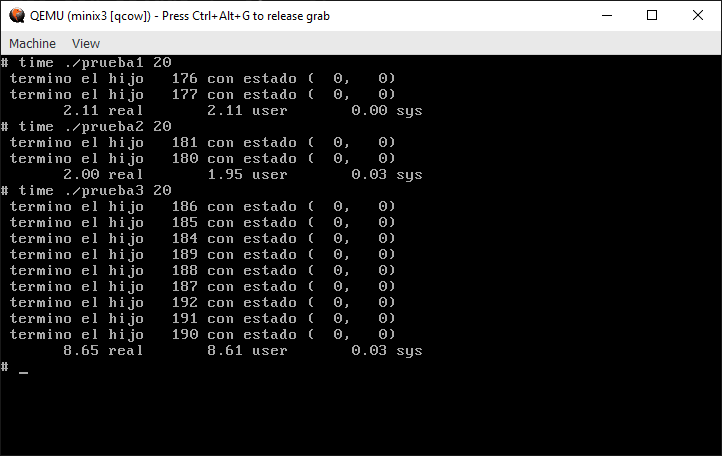 QEMU (minix3 [qcow]) - Press Ctrl+Alt+G to release grab
Machine View
# time ./prueba1 20
termino el hijo 176 con estado ( 0, 0)
termino el hijo 177 con estado ( 0, 0)
2.11 real 2.11 user 0.00 sys
# time ./prueba2 20
termino el hijo 181 con estado ( 0, 0)
termino el hijo 180 con estado ( 0, 0)
2.00 real 1.95 user 0.03 sys
# time ./prueba3 20
termino el hijo 186 con estado ( 0, 0)
termino el hijo 185 con estado ( 0, 0)
termino el hijo 184 con estado ( 0, 0)
termino el hijo 189 con estado ( 0, 0)
termino el hijo 188 con estado ( 0, 0)
termino el hijo 187 con estado ( 0, 0)
termino el hijo 192 con estado ( 0, 0)
termino el hijo 191 con estado ( 0, 0)
termino el hijo 190 con estado ( 0, 0)
8.65 real 8.61 user 0.03 sys
# _